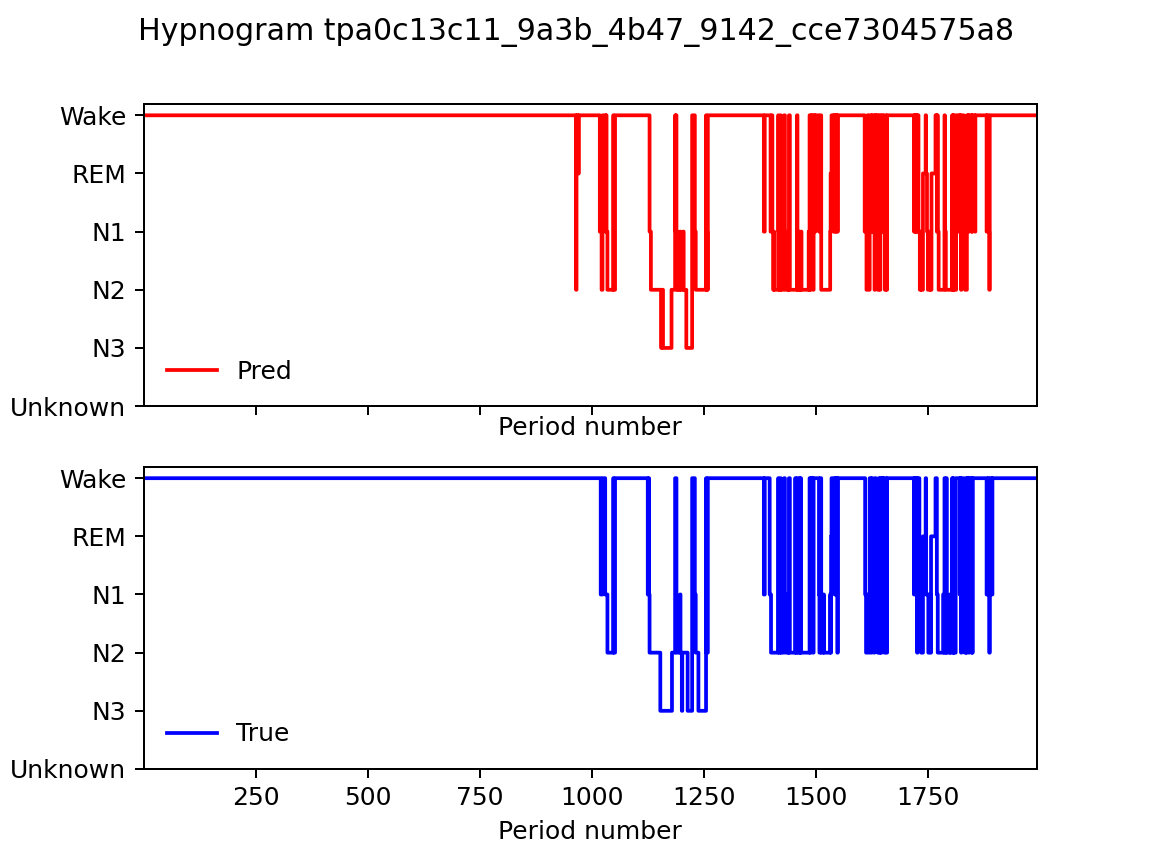 Hypnogram tpa0c13c11_9a3b_4b47_9142_cce7304575a8
Wake
REM
N1
N2
N3
Unknown
Pred
Period number
Wake
REM
N1
N2
N3
Unknown
True
250 500 750 1000 1250 1500 1750
Period number